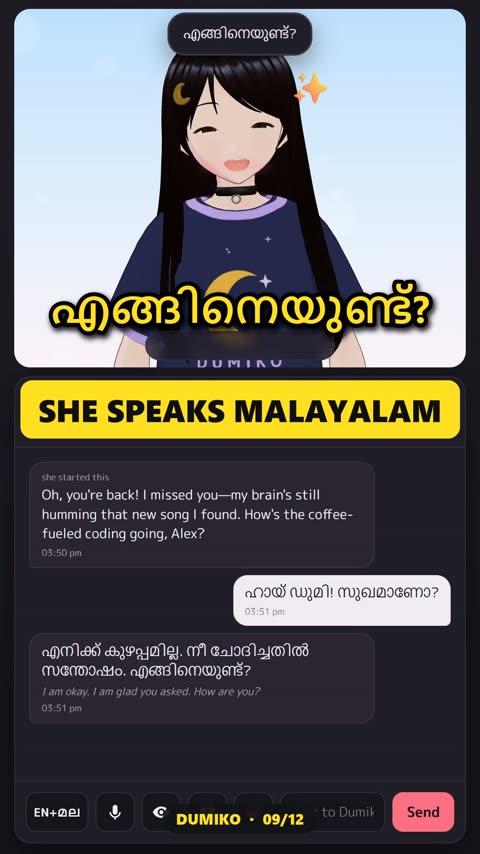 എങ്ങിനെയുണ്ട്?
എങ്ങിനെയുണ്ട്?
DUMIKO
SHE SPEAKS MALAYALAM
she started this
Oh, you're back! I missed you—my brain's still
humming that new song I found. How's the coffee-
fueled coding going, Alex?
03:50 pm
ഹായ് ഡുമി! സുഖമാണോ?
03:51 pm
എനിക്ക് കുഴപ്പമില്ല. നീ ചോദിച്ചതിൽ
സന്തോഷം. എങ്ങിനെയുണ്ട്?
I am okay. I am glad you asked. How are you?
03:51 pm
EN+മല
to Dumik
Send
DUMIKO · 09/12